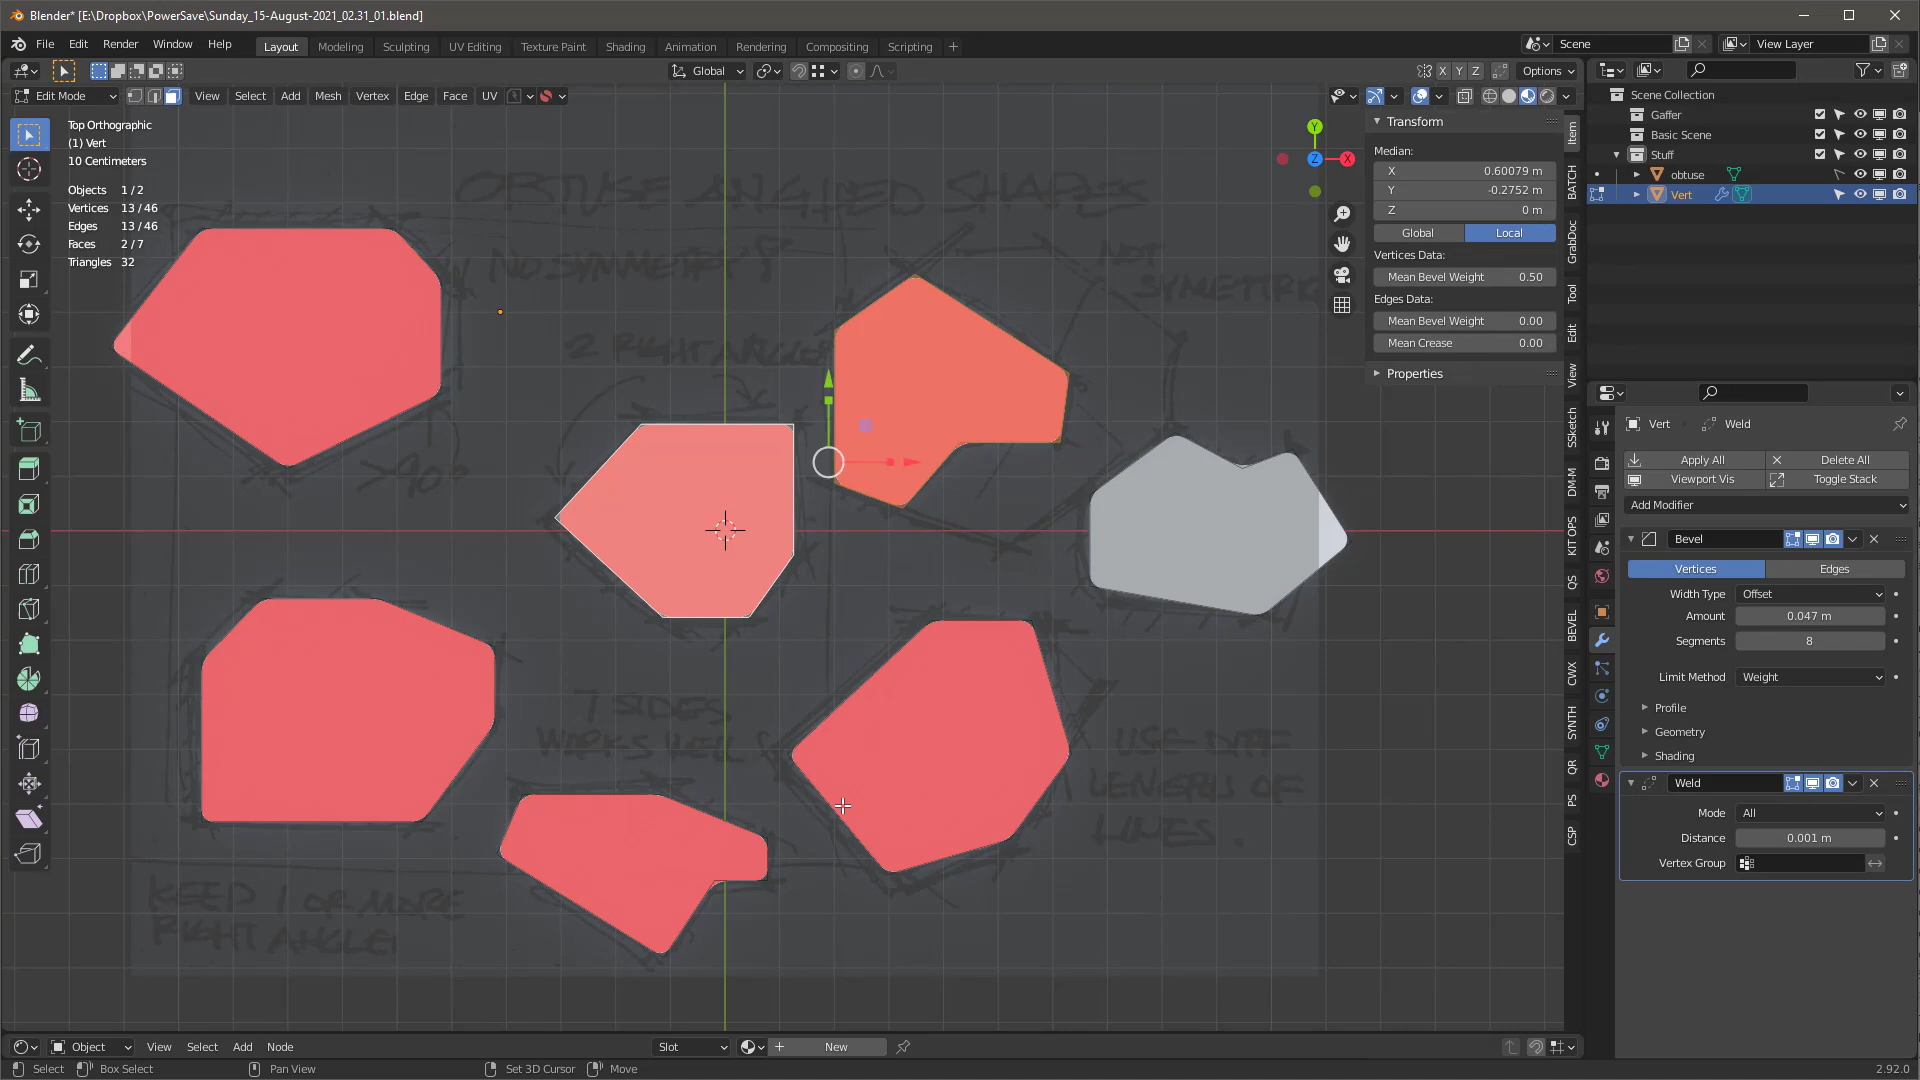 Blender* [E:\Dropbox\PowerSave\Sunday_15-August-2021_02.31_01.blend]
File Edit Render Window Help
Layout Modeling Sculpting UV Editing Texture Paint Shading Animation Rendering Compositing Scripting +
Scene
View Layer
Global
X Y Z
Options
Edit Mode
View Select Add Mesh Vertex Edge Face UV
Top Orthographic
(1) Vert
10 Centimeters
Objects 1 / 2
Vertices 13 / 46
Edges 13 / 46
Faces 2 / 7
Triangles 32
OBTUSE ANGLED SHAPES
NO SYMMETRY
NOT
SYMMETRIC
2 RIGHT ANGLES
>90°
7 SIDES
WORKS WELL
USE DIFF
LENGTHS OF
LINES.
KEEP 1 OR MORE
RIGHT ANGLES
Y
Z
X
Transform
Median:
X 0.60079 m
Y -0.2752 m
Z 0 m
Global Local
Vertices Data:
Mean Bevel Weight 0.50
Edges Data:
Mean Bevel Weight 0.00
Mean Crease 0.00
Properties
Item
BATCH
GrabDoc
Tool
Edit
View
SSketch
DM-M
KIT OPS
QS
BEVEL
CWX
SYNTH
QR
PS
CSP
Scene Collection
Gaffer
Basic Scene
Stuff
obtuse
Vert
Vert Weld
Apply All Delete All
Viewport Vis Toggle Stack
Add Modifier
Bevel
Vertices Edges
Width Type Offset
Amount 0.047 m
Segments 8
Limit Method Weight
Profile
Geometry
Shading
Weld
Mode All
Distance 0.001 m
Vertex Group
Object View Select Add Node
Slot
+ New
Select Box Select Pan View Set 3D Cursor Move
2.92.0